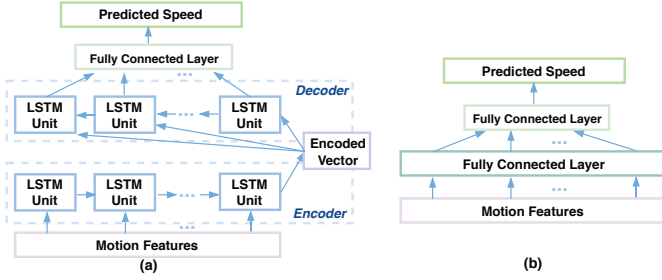 Predicted Speed
Fully Connected Layer
...
Decoder
LSTM
Unit
LSTM
Unit
...
LSTM
Unit
Encoded
Vector
LSTM
Unit
LSTM
Unit
...
LSTM
Unit
Encoder
...
Motion Features
(a)
Predicted Speed
Fully Connected Layer
...
Fully Connected Layer
...
Motion Features
(b)